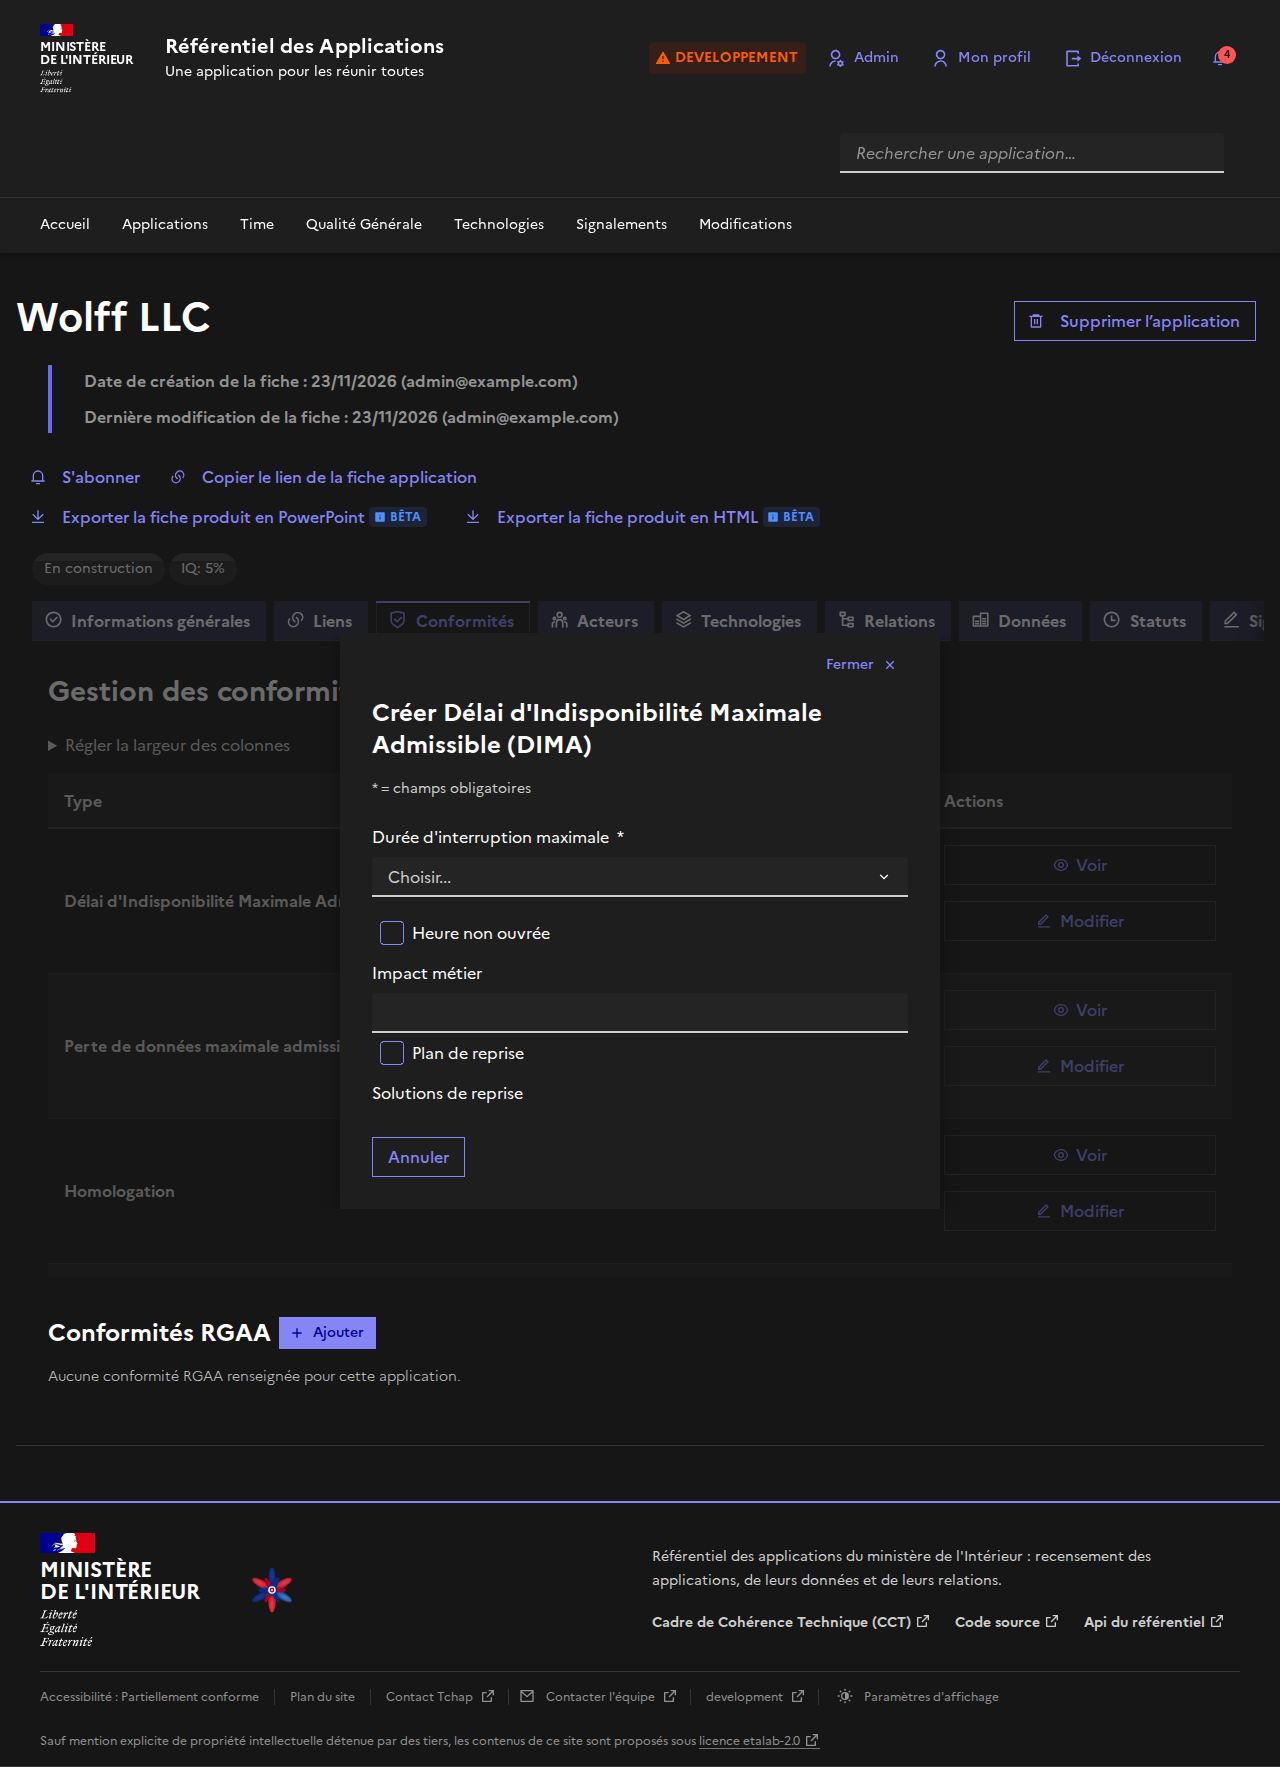 MINISTÈRE
DE L'INTÉRIEUR
Liberté
Égalité
Fraternité
Référentiel des Applications
Une application pour les réunir toutes
DEVELOPPEMENT
Admin
Mon profil
Déconnexion
4
Rechercher une application…
Accueil
Applications
Time
Qualité Générale
Technologies
Signalements
Modifications
Wolff LLC
Supprimer l’application
Date de création de la fiche : 23/11/2026 (admin@example.com)
Dernière modification de la fiche : 23/11/2026 (admin@example.com)
S'abonner
Copier le lien de la fiche application
Exporter la fiche produit en PowerPoint BÊTA
Exporter la fiche produit en HTML BÊTA
En construction
IQ: 5%
Informations générales
Liens
Conformités
Acteurs
Technologies
Relations
Données
Statuts
Gestion des conformi
Régler la largeur des colonnes
Type
Actions
Délai d'Indisponibilité Maximale Adm
Voir
Modifier
Perte de données maximale admissi
Voir
Modifier
Homologation
Voir
Modifier
Fermer
Créer Délai d'Indisponibilité Maximale
Admissible (DIMA)
* = champs obligatoires
Durée d'interruption maximale *
Choisir...
Heure non ouvrée
Impact métier
Plan de reprise
Solutions de reprise
Annuler
Conformités RGAA
Ajouter
Aucune conformité RGAA renseignée pour cette application.
MINISTÈRE
DE L'INTÉRIEUR
Liberté
Égalité
Fraternité
Référentiel des applications du ministère de l'Intérieur : recensement des
applications, de leurs données et de leurs relations.
Cadre de Cohérence Technique (CCT)
Code source
Api du référentiel
Accessibilité : Partiellement conforme
Plan du site
Contact Tchap
Contacter l'équipe
development
Paramètres d'affichage
Sauf mention explicite de propriété intellectuelle détenue par des tiers, les contenus de ce site sont proposés sous licence etalab-2.0